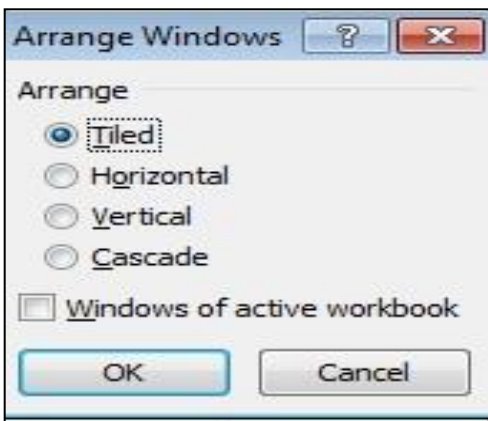 Arrange Windows ?
Arrange
Tiled
Horizontal
Vertical
Cascade
Windows of active workbook
OK Cancel